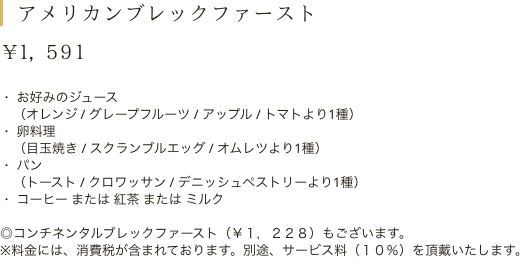 アメリカンブレックファースト
￥1, 591
・ お好みのジュース
（オレンジ / グレープフルーツ / アップル / トマトより1種）
・ 卵料理
（目玉焼き / スクランブルエッグ / オムレツより1種）
・ パン
（トースト / クロワッサン / デニッシュペストリーより1種）
・ コーヒー または 紅茶 または ミルク
◎コンチネンタルブレックファースト（￥１，２２８）もございます。
※料金には、消費税が含まれております。別途、サービス料（１０％）を頂戴いたします。